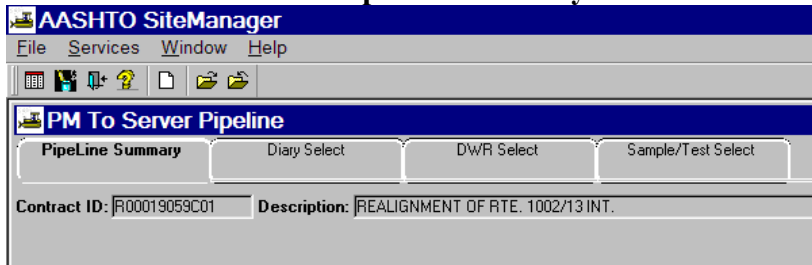 AASHTO SiteManager
File Services Window Help
PM To Server Pipeline
PipeLine Summary Diary Select DWR Select Sample/Test Select
Contract ID: R00019059C01 Description: REALIGNMENT OF RTE. 1002/13 INT.